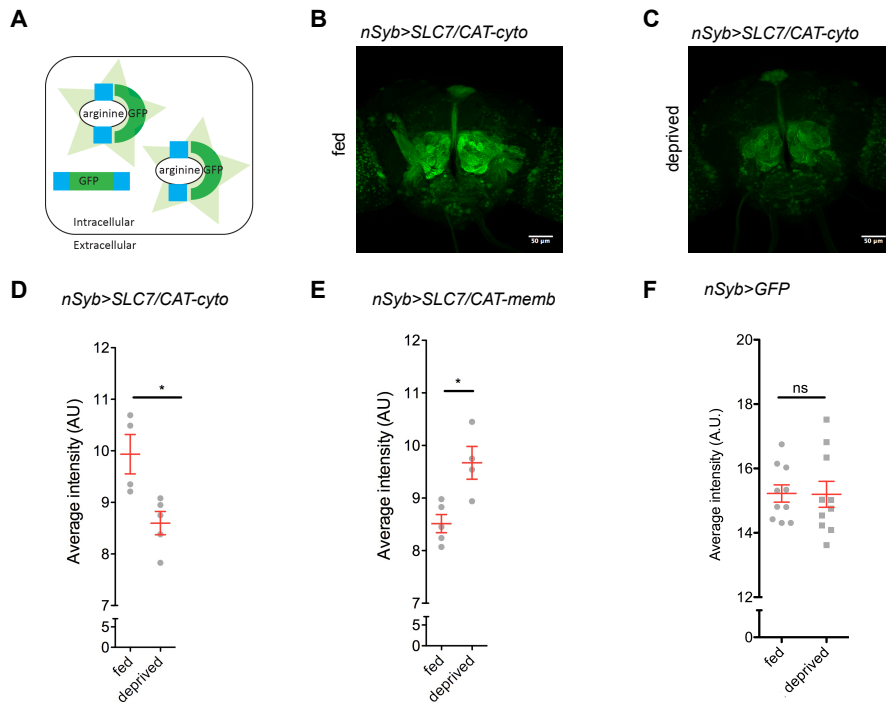 A
arginine GFP
arginine GFP
GFP
Intracellular
Extracellular
B
nSyb>SLC7/CAT-cyto
fed
50 μm
C
nSyb>SLC7/CAT-cyto
deprived
50 μm
D
nSyb>SLC7/CAT-cyto
Average intensity (AU)
12
11
10
9
8
7
5
0
*
fed
deprived
E
nSyb>SLC7/CAT-memb
Average intensity (AU)
12
11
10
9
8
7
5
0
*
fed
deprived
F
nSyb>GFP
Average intensity (A.U.)
20
18
16
14
12
0
ns
fed
deprived